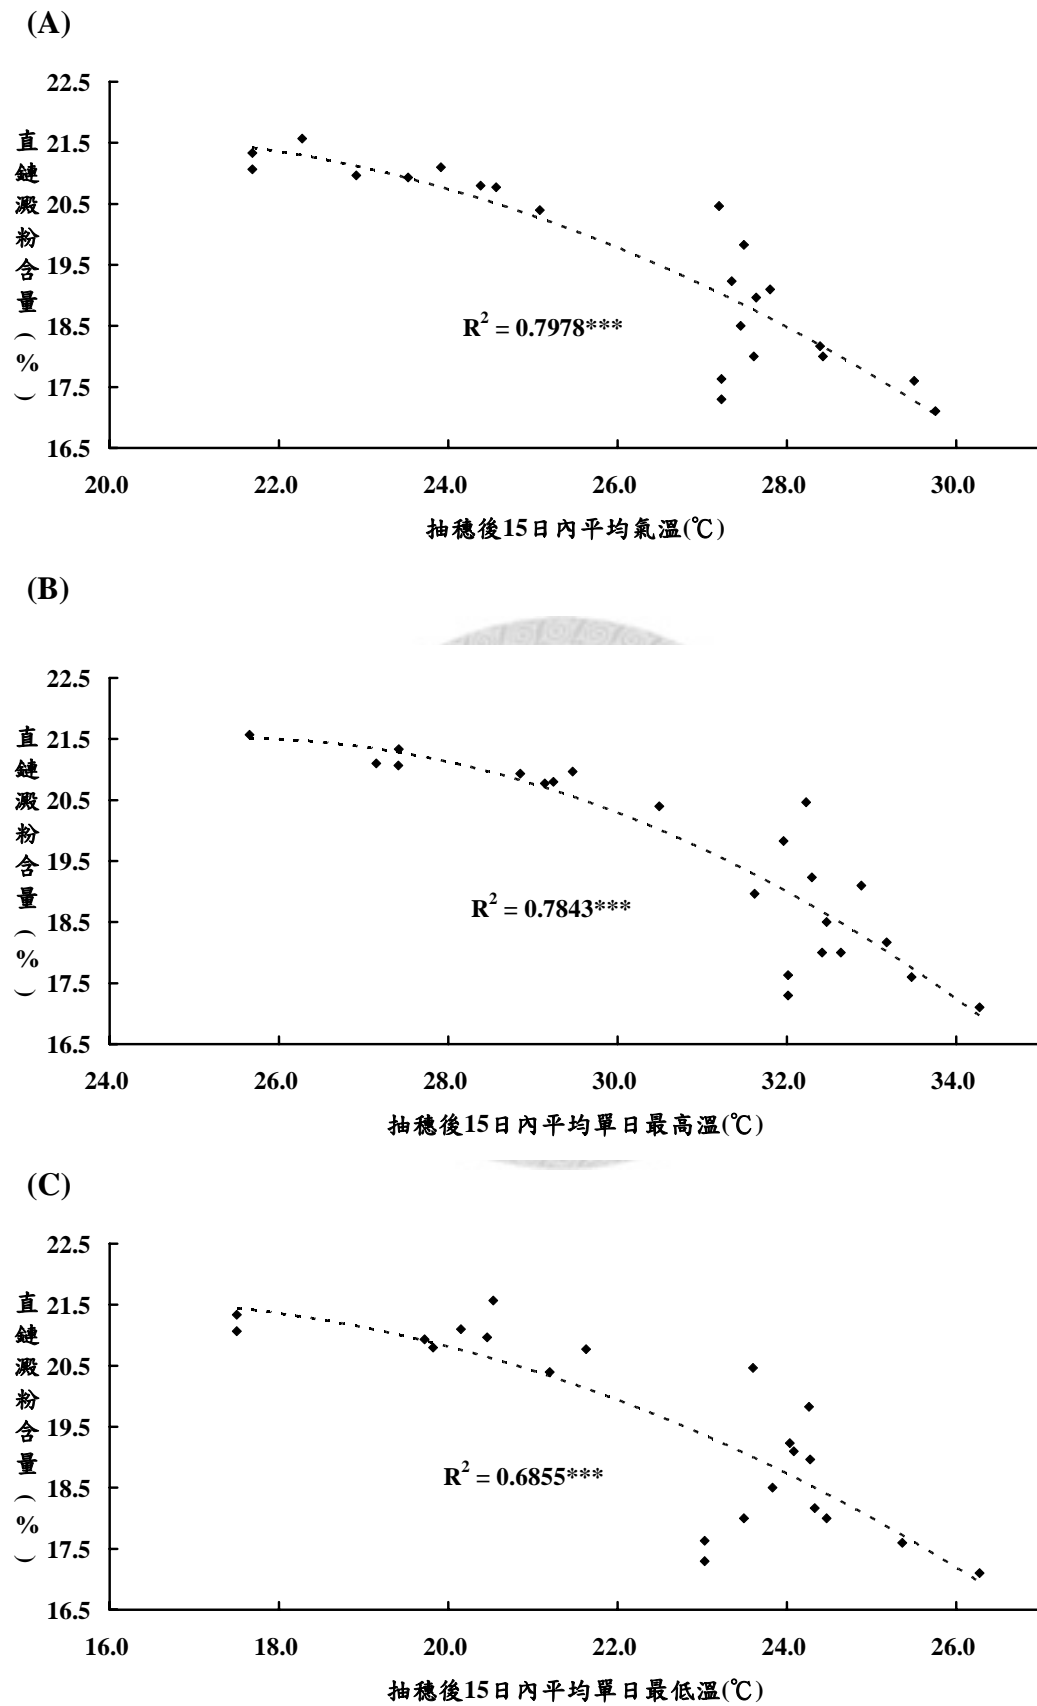 (A)
22.5
21.5
20.5
19.5
18.5
17.5
16.5
直鏈澱粉含量(%)
R² = 0.7978***
20.0 22.0 24.0 26.0 28.0 30.0
抽穗後15日內平均氣溫(℃)
(B)
22.5
21.5
20.5
19.5
18.5
17.5
16.5
直鏈澱粉含量(%)
R² = 0.7843***
24.0 26.0 28.0 30.0 32.0 34.0
抽穗後15日內平均單日最高溫(℃)
(C)
22.5
21.5
20.5
19.5
18.5
17.5
16.5
直鏈澱粉含量(%)
R² = 0.6855***
16.0 18.0 20.0 22.0 24.0 26.0
抽穗後15日內平均單日最低溫(℃)